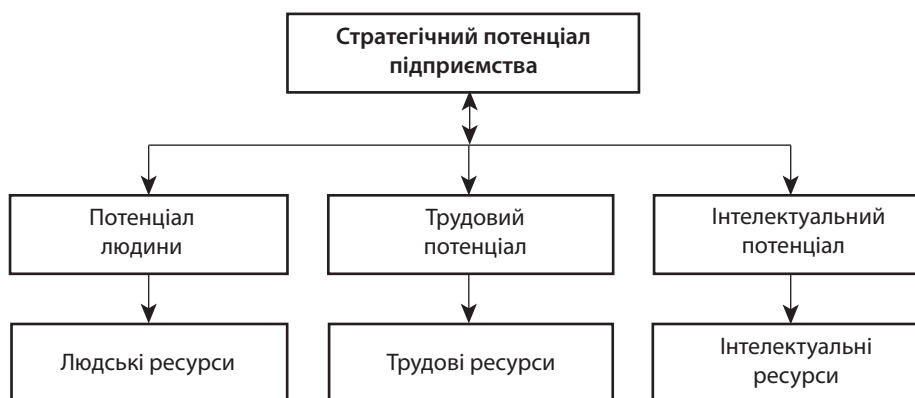 Стратегічний потенціал
підприємства
Потенціал
людини
Трудовий
потенціал
Інтелектуальний
потенціал
Людські ресурси
Трудові ресурси
Інтелектуальні
ресурси